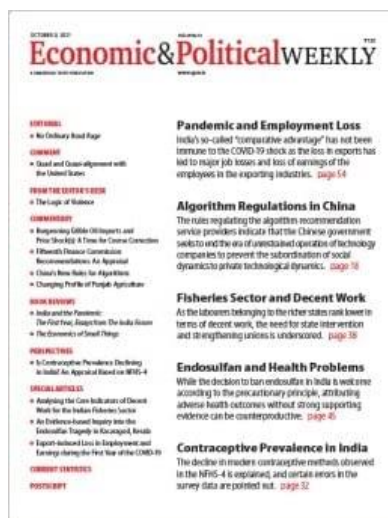 OCTOBER 9, 2021
Economic&PoliticalWEEKLY
A SAMEEKSHA TRUST PUBLICATION
www.epw.in
EDITORIAL
No Ordinary Road Rage
COMMENT
Quad and Quasi-alignment with
the United States
FROM THE EDITOR'S DESK
The Logic of Violence
COMMENTARY
Burgeoning Edible Oil Imports and
Price Shock(s): A Time for Course Correction
Fifteenth Finance Commission
Recommendations: An Appraisal
China's New Rules for Algorithms
Changing Profile of Punjab Agriculture
BOOK REVIEWS
India and the Pandemic:
The First Year, Essays from The India Forum
The Economics of Small Things
PERSPECTIVES
Is Contraceptive Prevalence Declining
in India? An Appraisal Based on NFHS-4
SPECIAL ARTICLES
Analysing the Core Indicators of Decent
Work for the Indian Fisheries Sector
An Evidence-based Inquiry into the
Endosulfan Tragedy in Kasaragod, Kerala
Export-induced Loss in Employment and
Earnings during the First Year of the COVID-19
CURRENT STATISTICS
POSTSCRIPT
Pandemic and Employment Loss
India's so-called "comparative advantage" has not been
immune to the COVID-19 shock as the loss in exports has
led to major job losses and loss of earnings of the
employees in the exporting industries. page 54
Algorithm Regulations in China
The rules regulating the algorithm recommendation
service providers indicate that the Chinese government
seeks to end the era of unrestrained operation of technology
companies to prevent the subordination of social
dynamics to private technological dynamics. page 18
Fisheries Sector and Decent Work
As the labourers belonging to the richer states rank lower in
terms of decent work, the need for state intervention
and strengthening unions is underscored. page 38
Endosulfan and Health Problems
While the decision to ban endosulfan in India is welcome
according to the precautionary principle, attributing
adverse health outcomes without strong supporting
evidence can be counterproductive. page 45
Contraceptive Prevalence in India
The decline in modern contraceptive methods observed
in the NFHS-4 is explained, and certain errors in the
survey data are pointed out. page 32